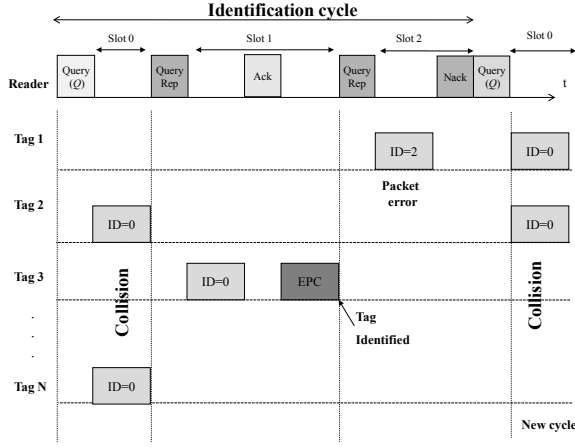 Identification cycle
Slot 0
Slot 1
Slot 2
Slot 0
Reader
Query
(Q)
Query
Rep
Ack
Query
Rep
Nack
Query
(Q)
t
Tag 1
ID=2
ID=0
Packet
error
Tag 2
ID=0
ID=0
Tag 3
ID=0
EPC
Collision
Collision
Tag
Identified
.
.
.
Tag N
ID=0
New cycle